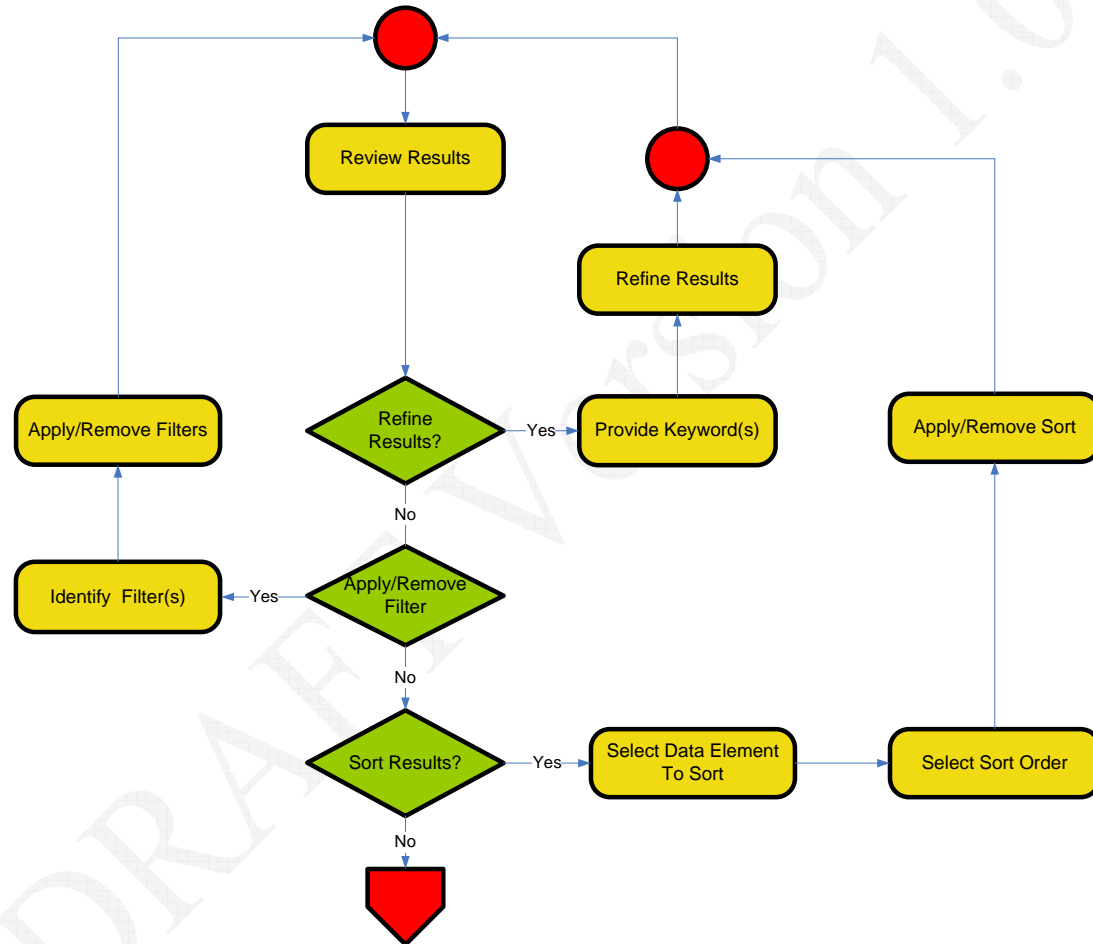 Review Results
Refine Results
Apply/Remove Filters
Refine
Results?
Yes
Provide Keyword(s)
Apply/Remove Sort
No
Identify Filter(s)
Yes
Apply/Remove
Filter
No
Sort Results?
Yes
Select Data Element
To Sort
Select Sort Order
No
DRAFT Version 1.0